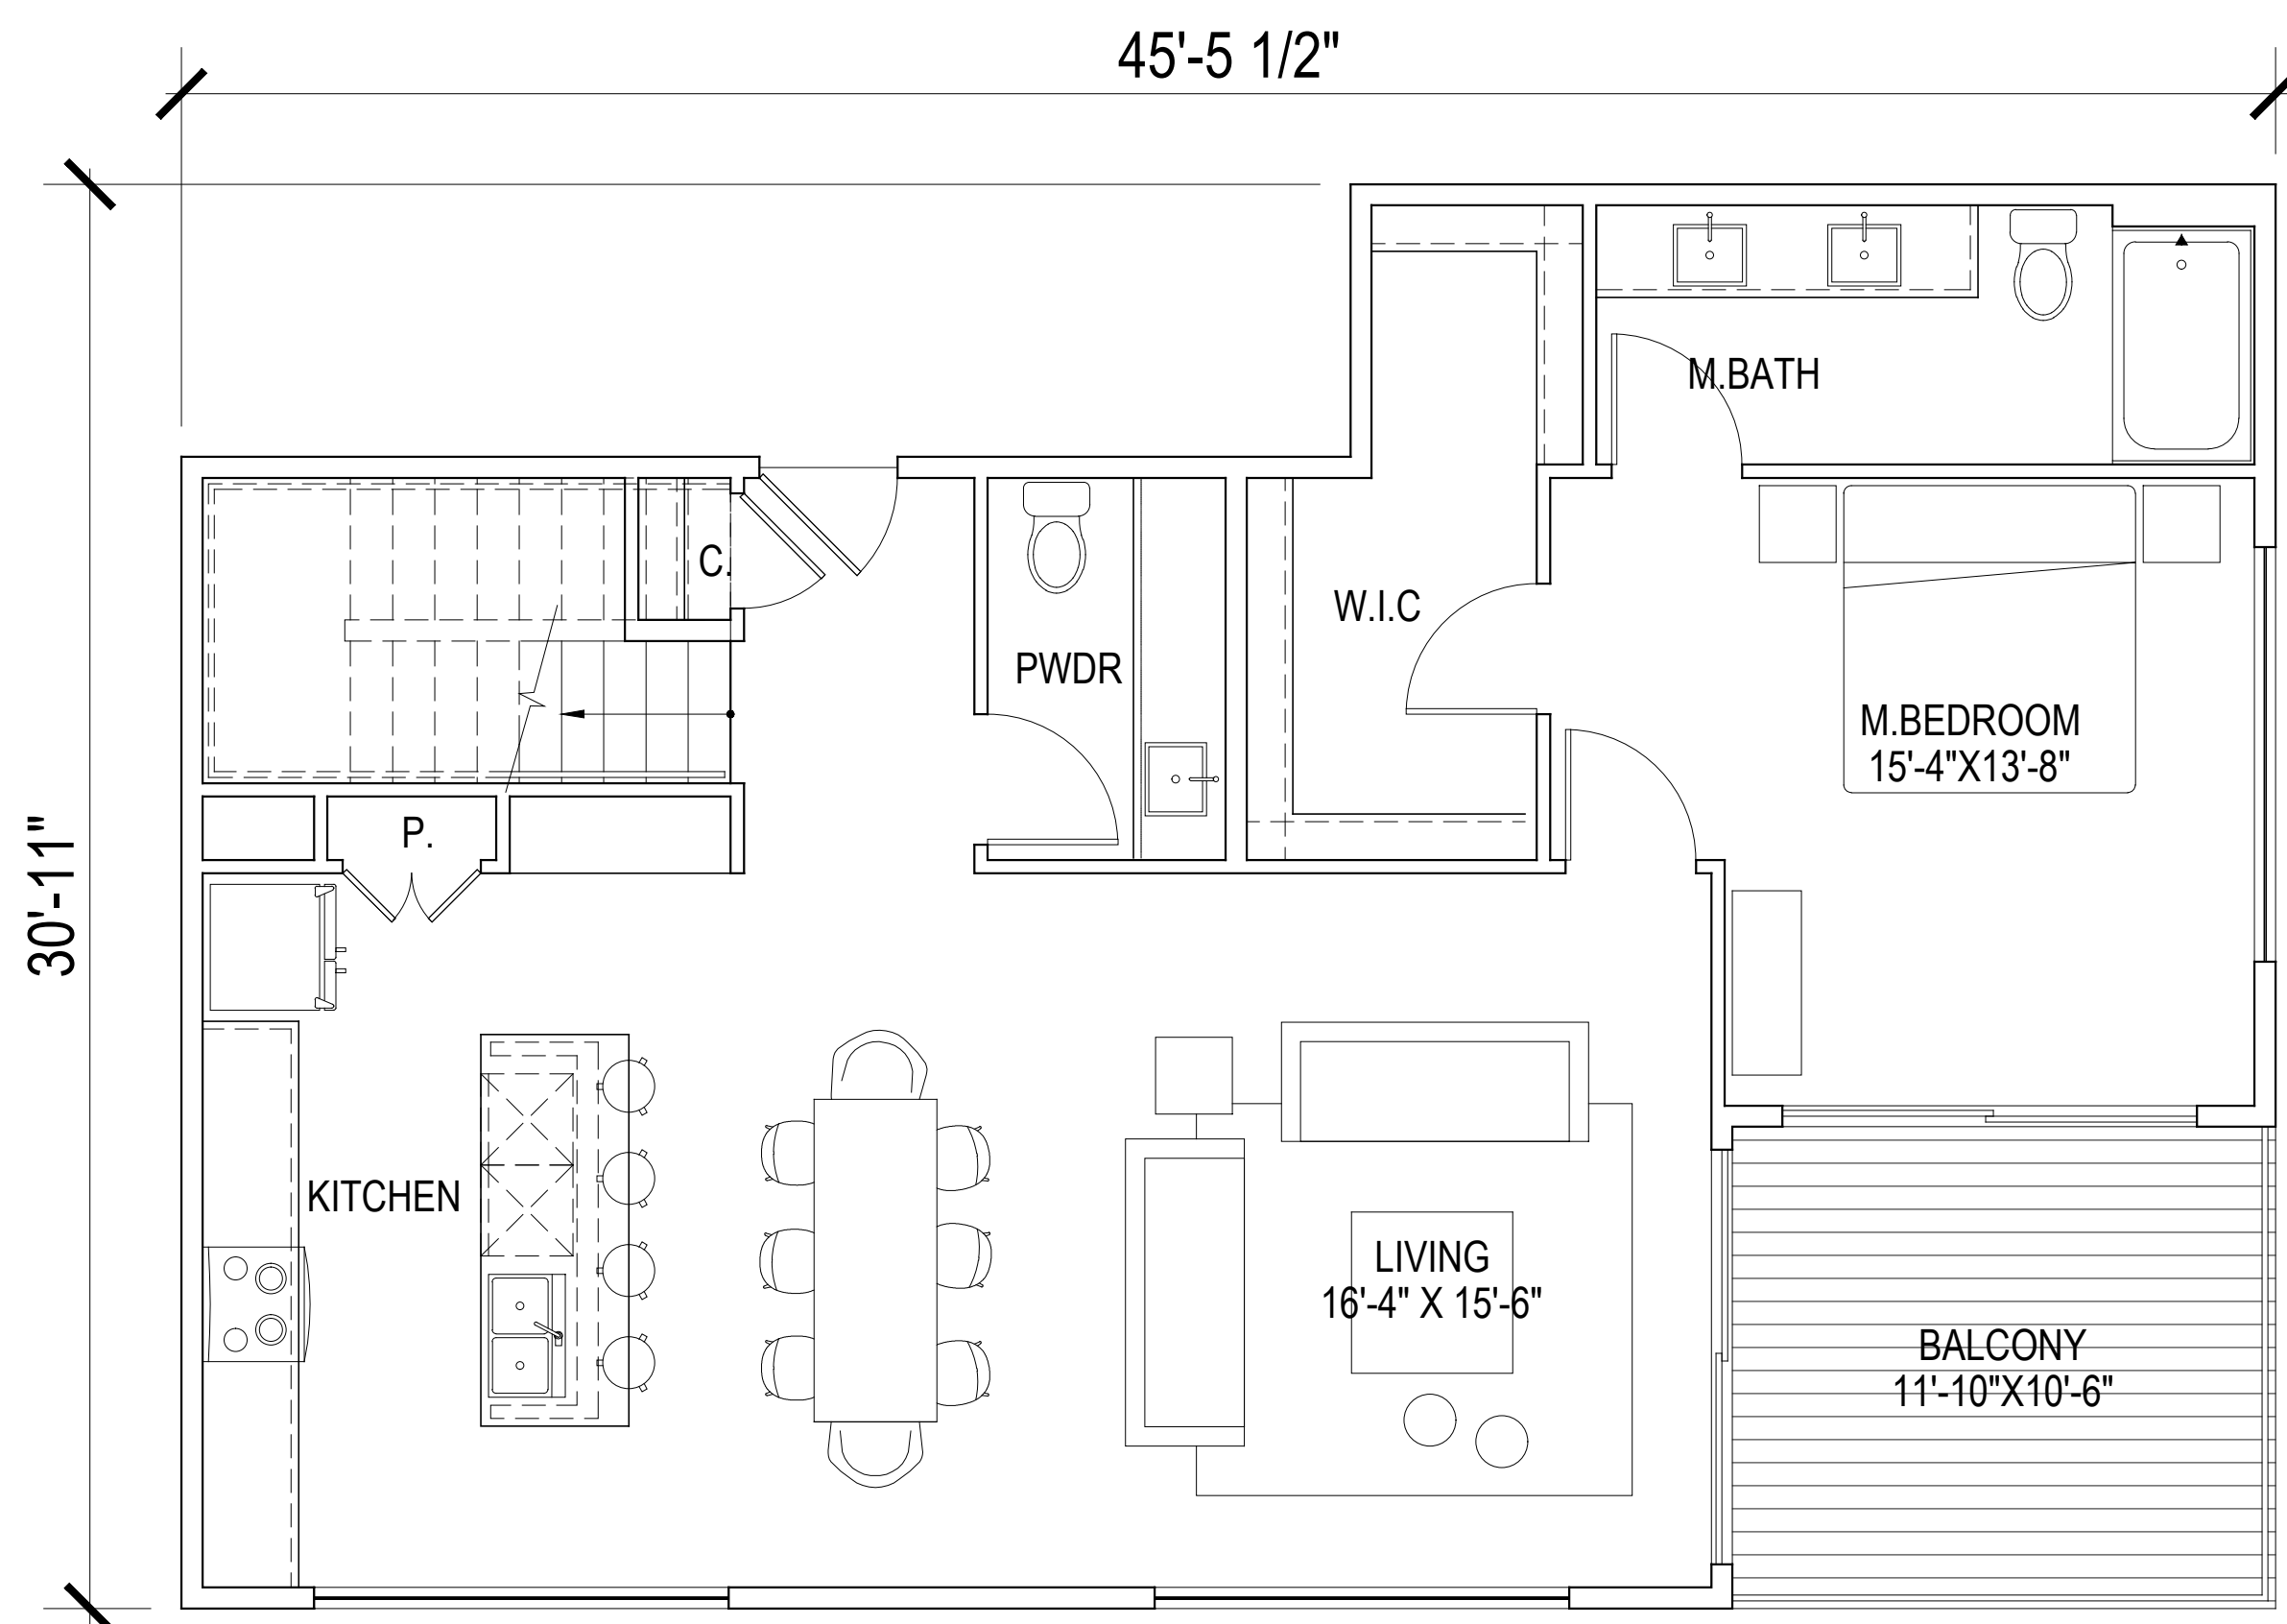 45'-5 1/2"
30'-11"
M.BATH
C.
W.I.C
PWDR
M.BEDROOM
15'-4"X13'-8"
P.
KITCHEN
LIVING
16'-4" X 15'-6"
BALCONY
11'-10"X10'-6"